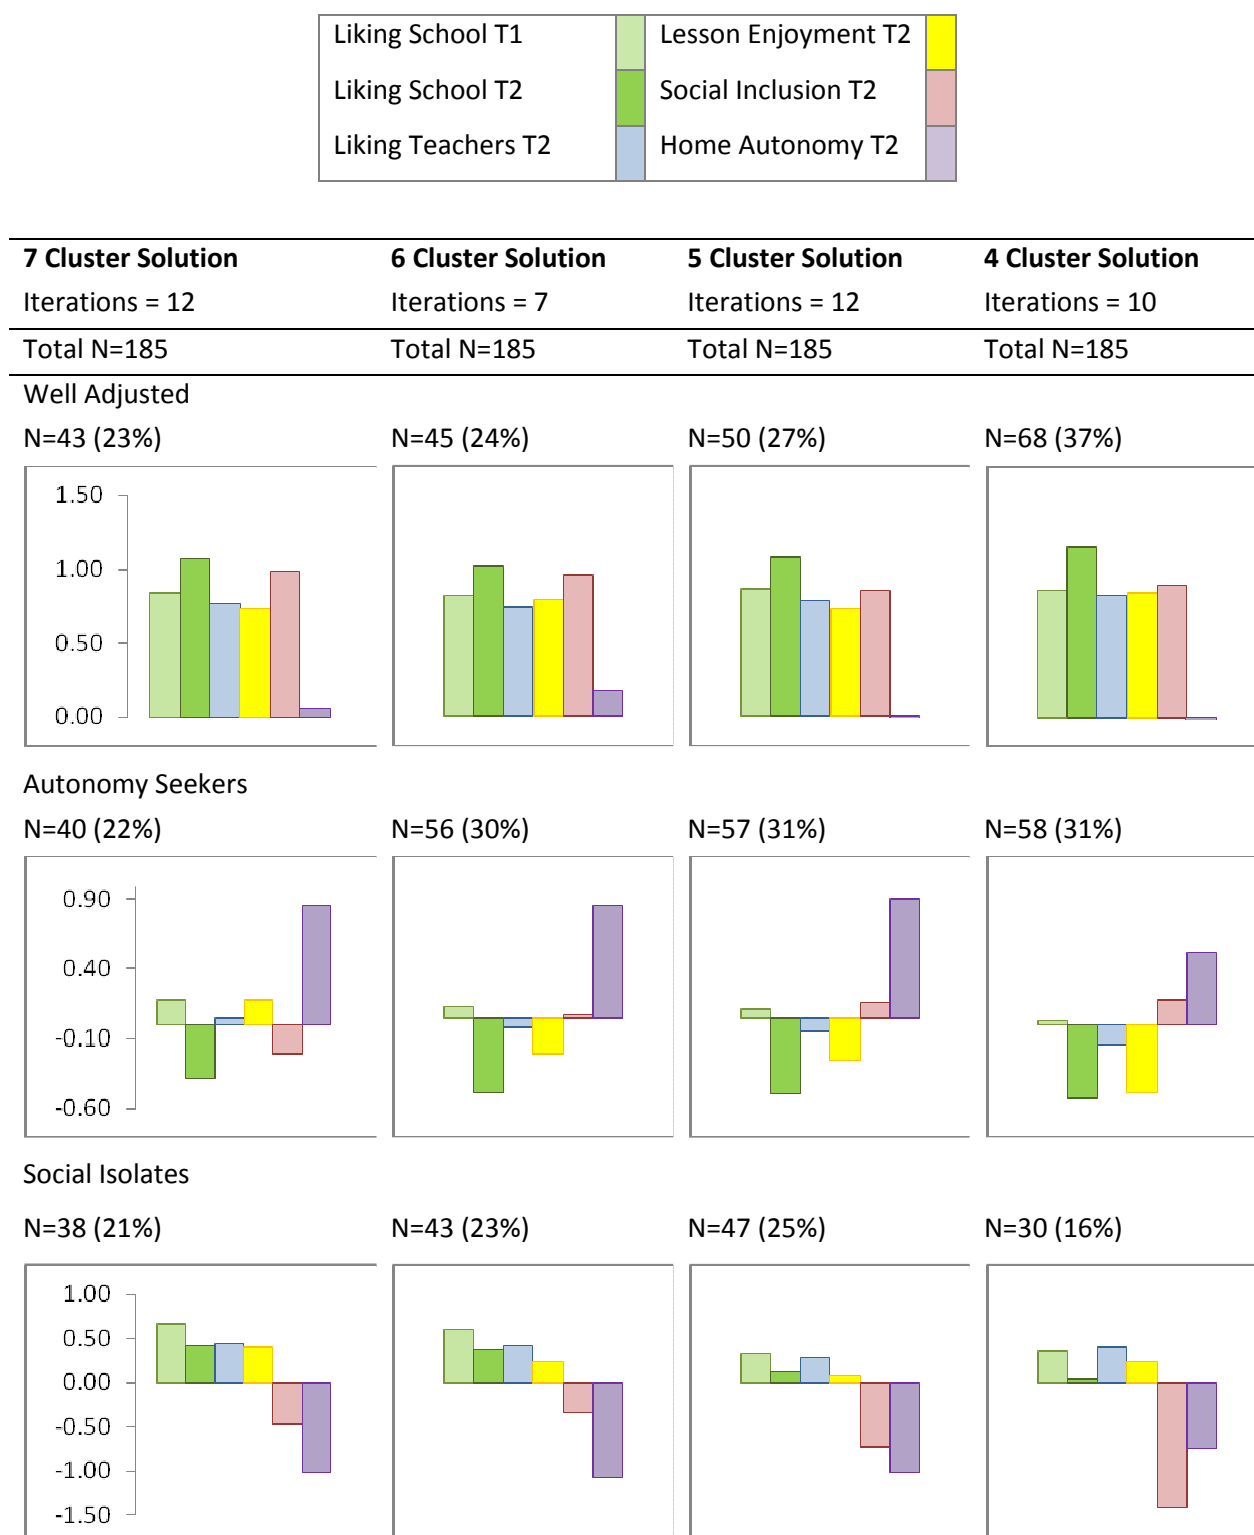 Liking School T1 Lesson Enjoyment T2
Liking School T2 Social Inclusion T2
Liking Teachers T2 Home Autonomy T2
7 Cluster Solution 6 Cluster Solution 5 Cluster Solution 4 Cluster Solution
Iterations = 12 Iterations = 7 Iterations = 12 Iterations = 10
Total N=185 Total N=185 Total N=185 Total N=185
Well Adjusted
N=43 (23%) N=45 (24%) N=50 (27%) N=68 (37%)
1.50
1.00
0.50
0.00
Autonomy Seekers
N=40 (22%) N=56 (30%) N=57 (31%) N=58 (31%)
0.90
0.40
-0.10
-0.60
Social Isolates
N=38 (21%) N=43 (23%) N=47 (25%) N=30 (16%)
1.00
0.50
0.00
-0.50
-1.00
-1.50